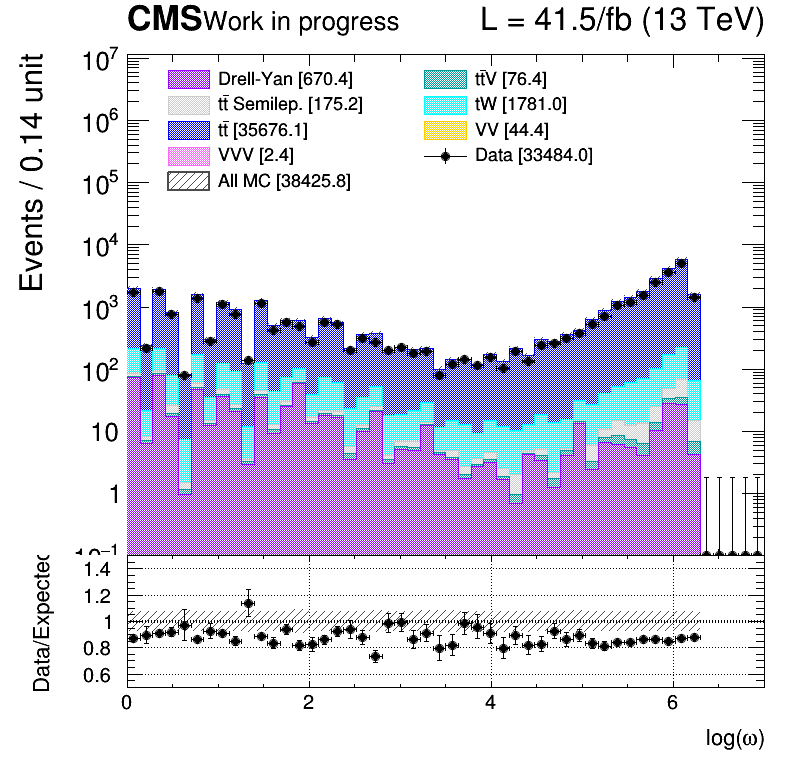 CMS Work in progress L = 41.5/fb (13 TeV)
Events / 0.14 unit
10⁷
10⁶
10⁵
10⁴
10³
10²
10
1
10⁻¹
Drell-Yan [670.4]
tt̄ Semilep. [175.2]
tt̄ [35676.1]
VVV [2.4]
All MC [38425.8]
tt̄V [76.4]
tW [1781.0]
VV [44.4]
Data [33484.0]
Data/Expected
1.4
1.2
1
0.8
0.6
0 2 4 6
log(ω)